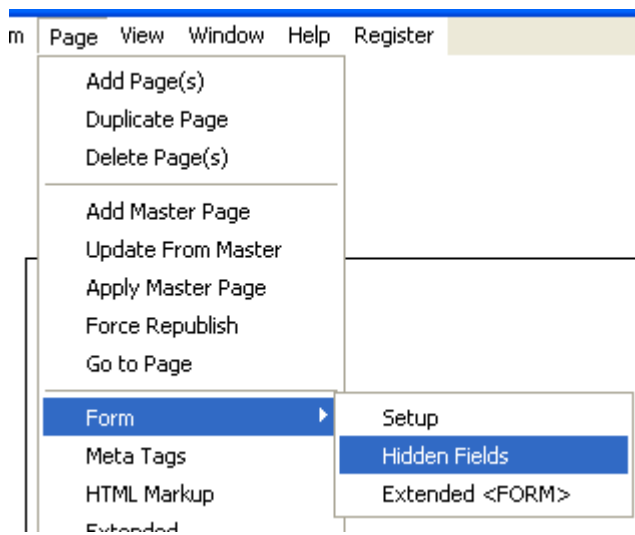 m Page View Window Help Register
Add Page(s)
Duplicate Page
Delete Page(s)
Add Master Page
Update From Master
Apply Master Page
Force Republish
Go to Page
Form
Setup
Meta Tags
Hidden Fields
HTML Markup
Extended <FORM>
Extended